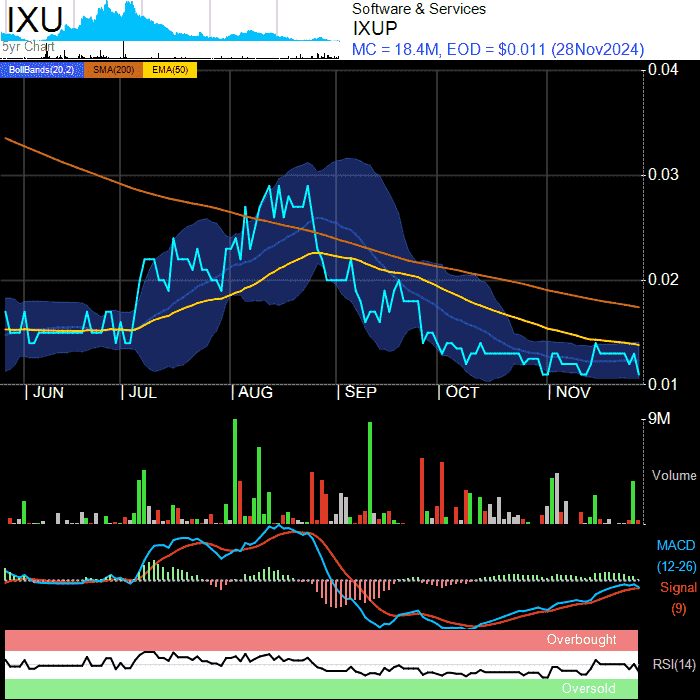 IXU
5yr Chart
Software & Services
IXUP
MC = 18.4M, EOD = $0.011 (28Nov2024)
BollBands(20,2) SMA(200) EMA(50)
0.04
0.03
0.02
0.01
JUN JUL AUG SEP OCT NOV
9M
Volume
MACD
(12-26)
Signal
(9)
Overbought
RSI(14)
Oversold